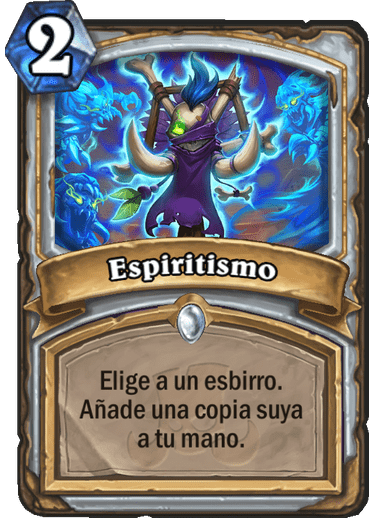 2
Espiritismo
Elige a un esbirro.
Añade una copia suya
a tu mano.